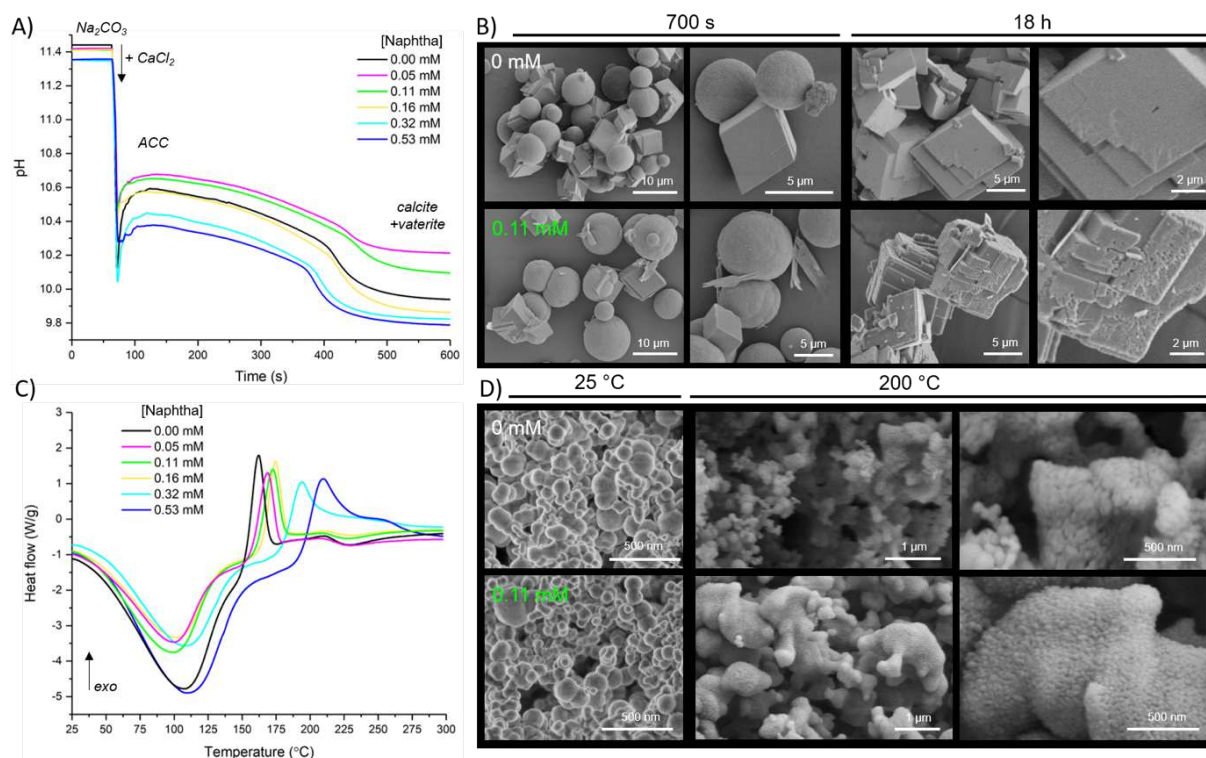 A)
Na2CO3
+ CaCl2
[Naphtha]
0.00 mM
0.05 mM
0.11 mM
0.16 mM
0.32 mM
0.53 mM
ACC
calcite
+vaterite
11.4
11.2
11.0
10.8
10.6
10.4
10.2
10.0
9.8
pH
0 100 200 300 400 500 600
Time (s)
B)
700 s
18 h
0 mM
10 µm
5 µm
5 µm
2 µm
0.11 mM
10 µm
5 µm
5 µm
2 µm
C)
[Naphtha]
0.00 mM
0.05 mM
0.11 mM
0.16 mM
0.32 mM
0.53 mM
4
3
2
1
0
-1
-2
-3
-4
-5
Heat flow (W/g)
exo
25 50 75 100 125 150 175 200 225 250 275 300
Temperature (°C)
D)
25 °C
200 °C
0 mM
500 nm
1 µm
500 nm
0.11 mM
500 nm
1 µm
500 nm